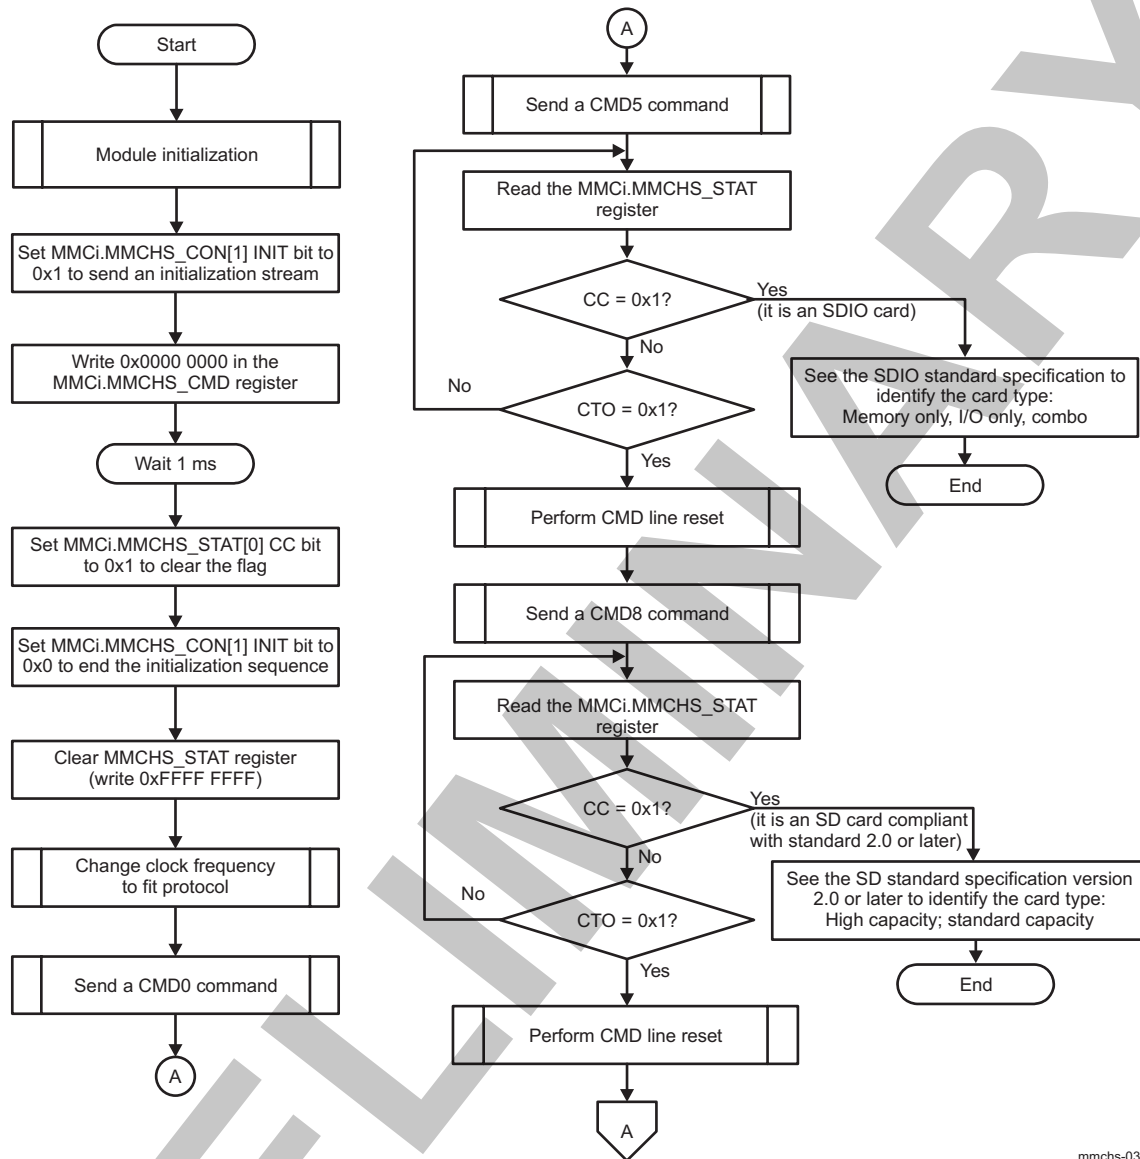 Start
Module initialization
Set MMCi.MMCHS_CON[1] INIT bit to
0x1 to send an initialization stream
Write 0x0000 0000 in the
MMCi.MMCHS_CMD register
Wait 1 ms
Set MMCi.MMCHS_STAT[0] CC bit
to 0x1 to clear the flag
Set MMCi.MMCHS_CON[1] INIT bit to
0x0 to end the initialization sequence
Clear MMCHS_STAT register
(write 0xFFFF FFFF)
Change clock frequency
to fit protocol
Send a CMD0 command
A
A
Send a CMD5 command
Read the MMCi.MMCHS_STAT
register
CC = 0x1?
Yes
(it is an SDIO card)
No
See the SDIO standard specification to
identify the card type:
Memory only, I/O only, combo
End
No
CTO = 0x1?
Yes
Perform CMD line reset
Send a CMD8 command
Read the MMCi.MMCHS_STAT
register
CC = 0x1?
Yes
(it is an SD card compliant
with standard 2.0 or later)
No
See the SD standard specification version
2.0 or later to identify the card type:
High capacity; standard capacity
End
No
CTO = 0x1?
Yes
Perform CMD line reset
A
mmchs-03
ELIMINARY